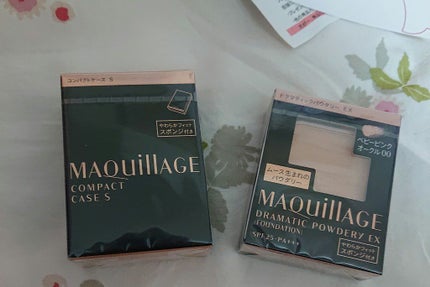 コンパクトケース S
やわらかフィット
スポンジ付き
MAQuillAGE
COMPACT
CASE S
ドラマティックパウダリー EX
ベビーピンク
オークル00
ムース生まれの
パウダリー
MAQuillAGE
DRAMATIC POWDERY EX
(FOUNDATION)
SPF25・PA+++
やわらかフィット
スポンジ付き